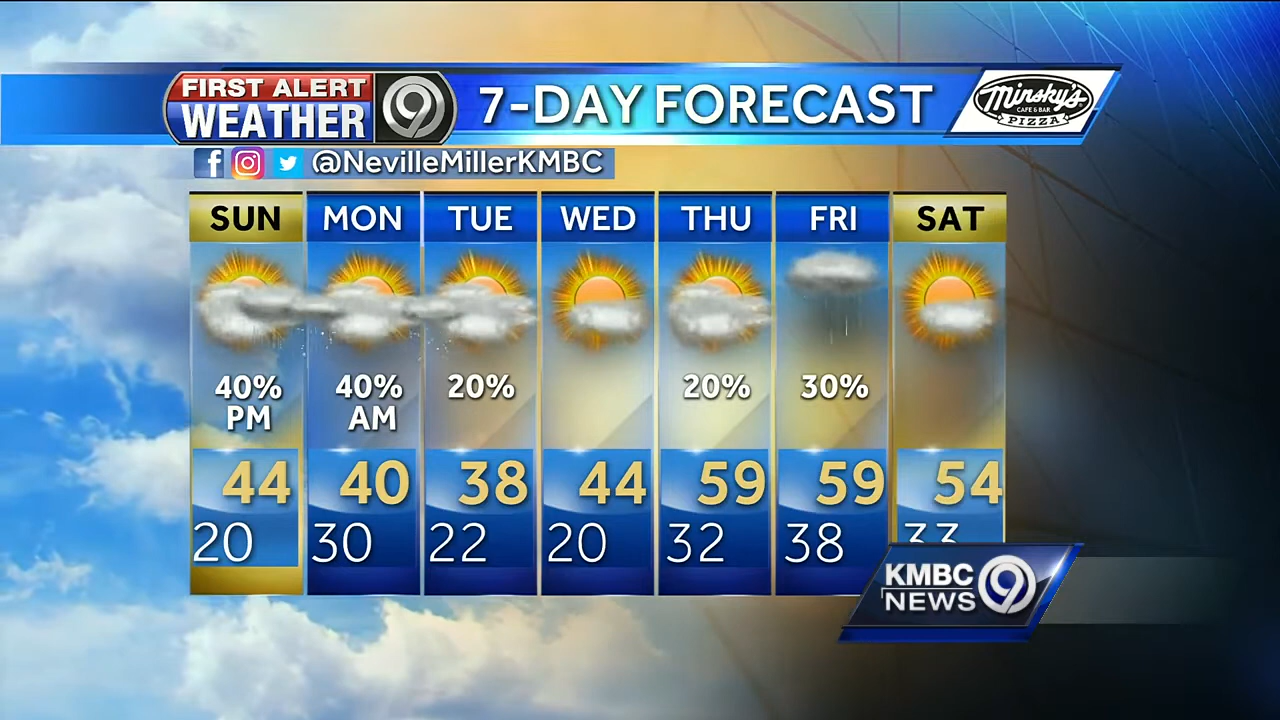 FIRST ALERT
WEATHER 9
7-DAY FORECAST
Minsky's
CAFE & BAR
PIZZA
f @NevilleMillerKMBC
SUN MON TUE WED THU FRI SAT
40% 40% 20% 20% 30%
PM AM
44 40 38 44 59 59 54
20 30 22 20 32 38 33
KMBC 9
NEWS